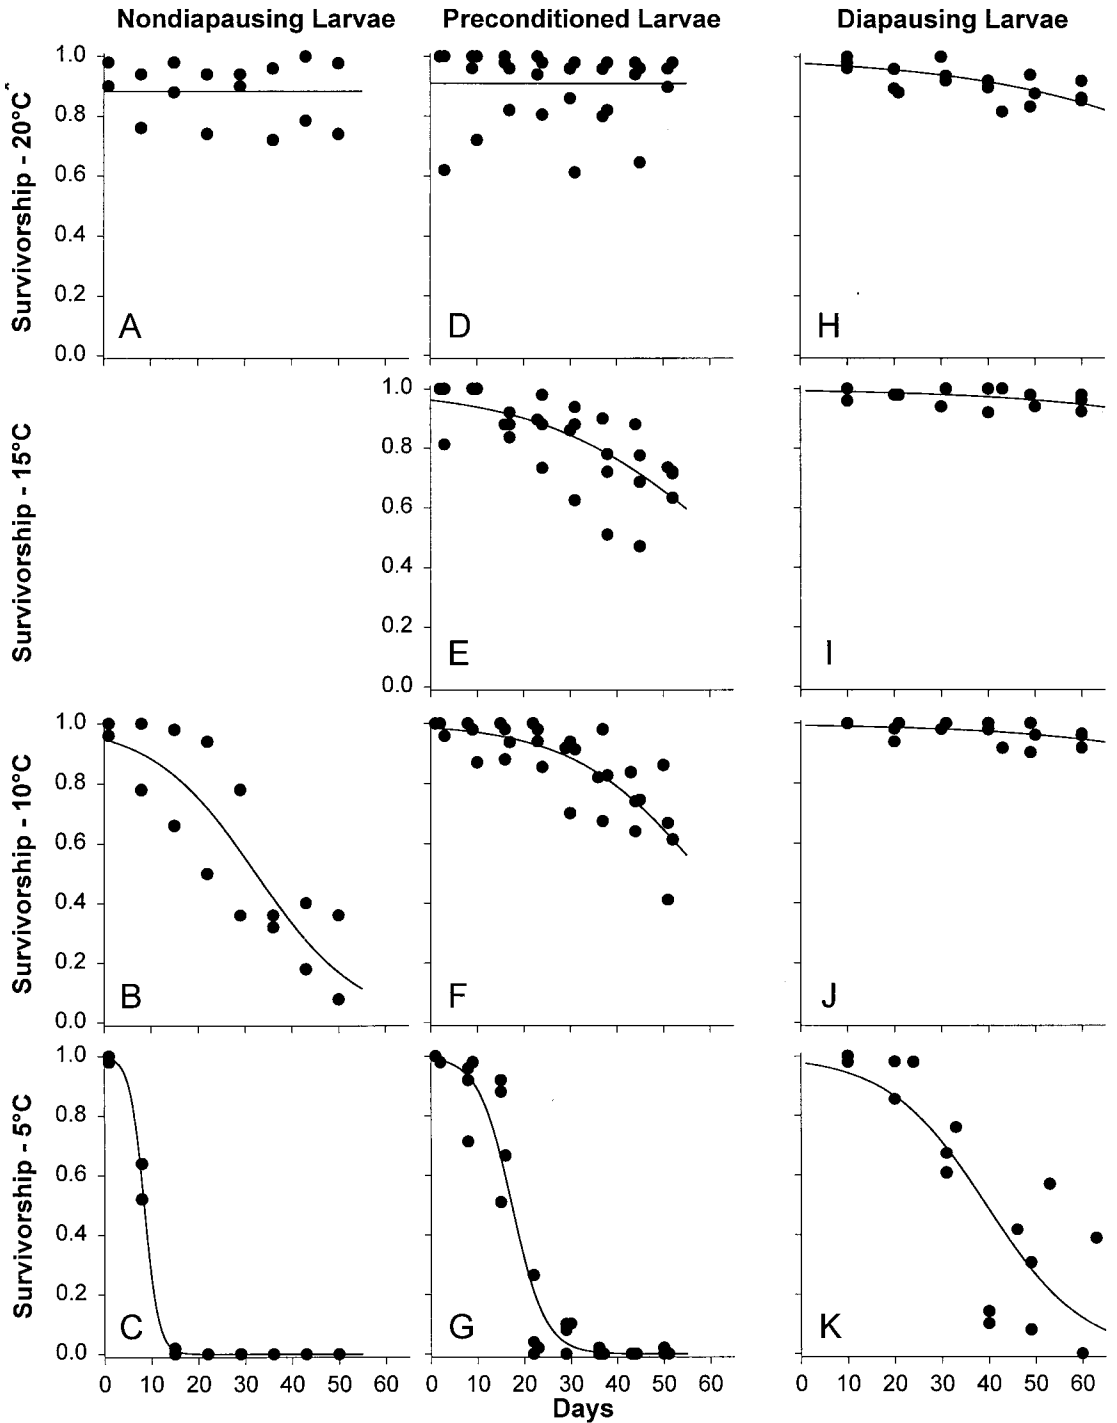 Nondiapausing Larvae Preconditioned Larvae Diapausing Larvae
Survivorship - 20°C
1.0
0.8
0.6
0.4
0.2
0.0
A D H
Survivorship - 15°C
1.0
0.8
0.6
0.4
0.2
0.0
E I
Survivorship - 10°C
1.0
0.8
0.6
0.4
0.2
0.0
B F J
Survivorship - 5°C
1.0
0.8
0.6
0.4
0.2
0.0
C G K
0 10 20 30 40 50 60 0 10 20 30 40 50 60 0 10 20 30 40 50 60
Days